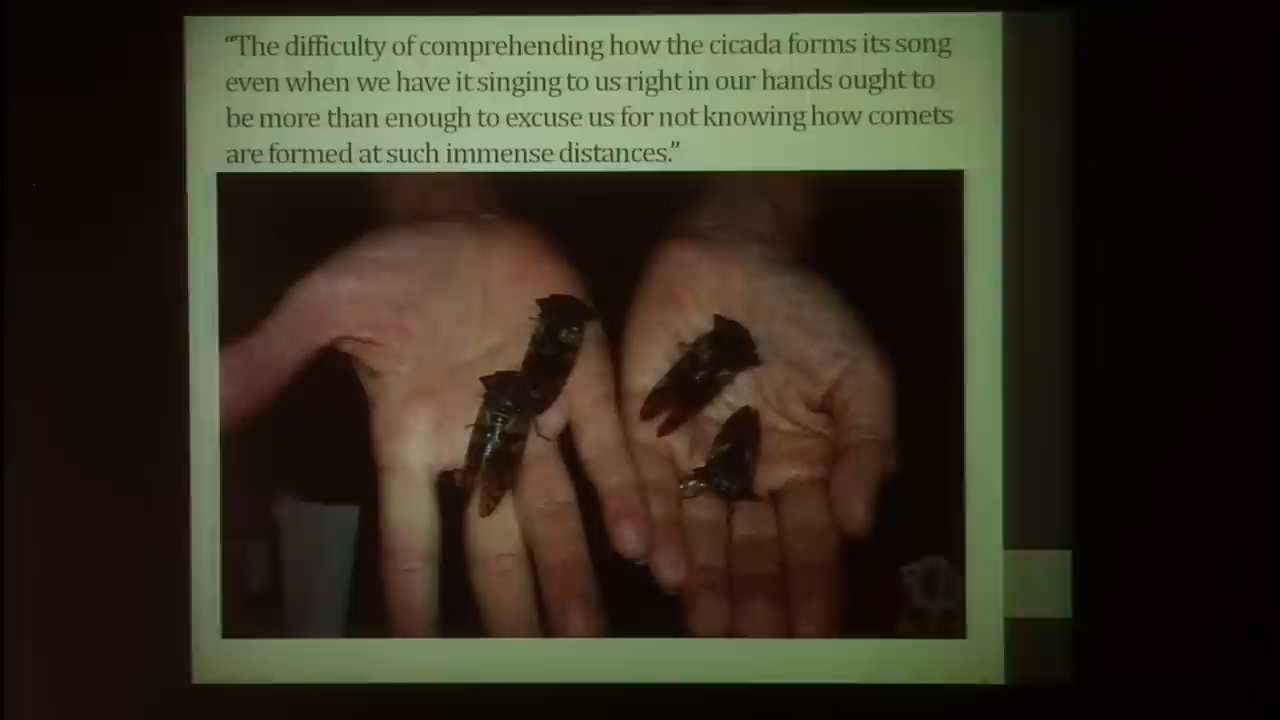 “The difficulty of comprehending how the cicada forms its song
even when we have it singing to us right in our hands ought to
be more than enough to excuse us for not knowing how comets
are formed at such immense distances.”